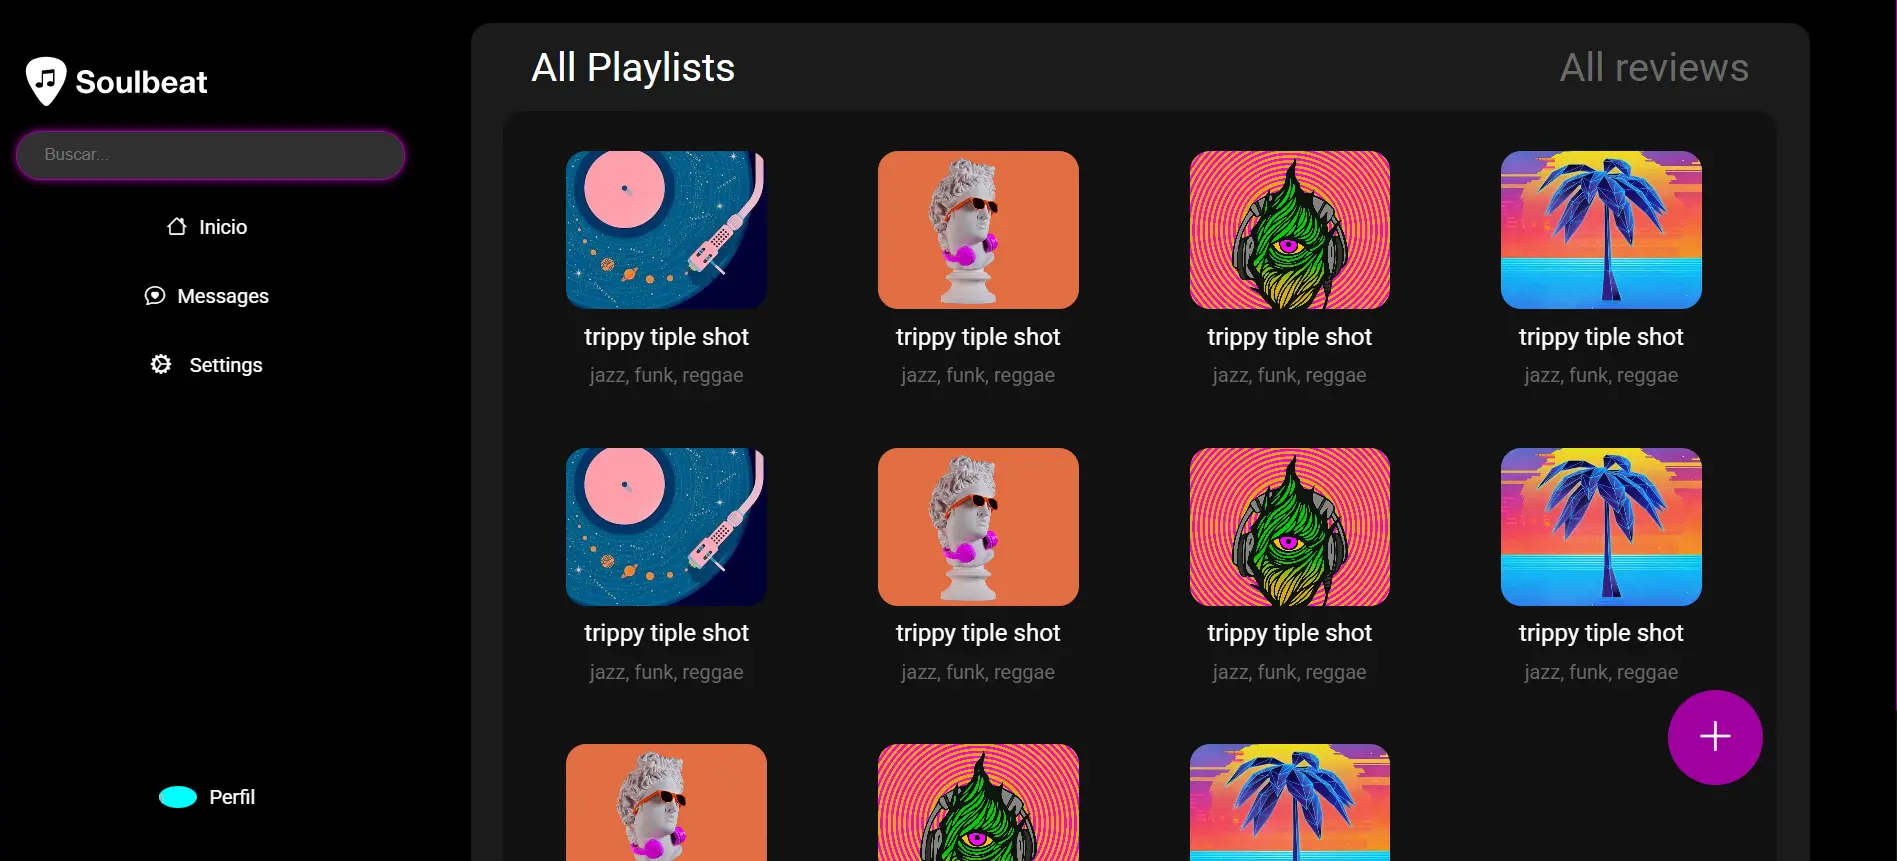 Soulbeat
Buscar...
Inicio
Messages
Settings
Perfil
All Playlists
All reviews
trippy tiple shot
jazz, funk, reggae
trippy tiple shot
jazz, funk, reggae
trippy tiple shot
jazz, funk, reggae
trippy tiple shot
jazz, funk, reggae
trippy tiple shot
jazz, funk, reggae
trippy tiple shot
jazz, funk, reggae
trippy tiple shot
jazz, funk, reggae
trippy tiple shot
jazz, funk, reggae